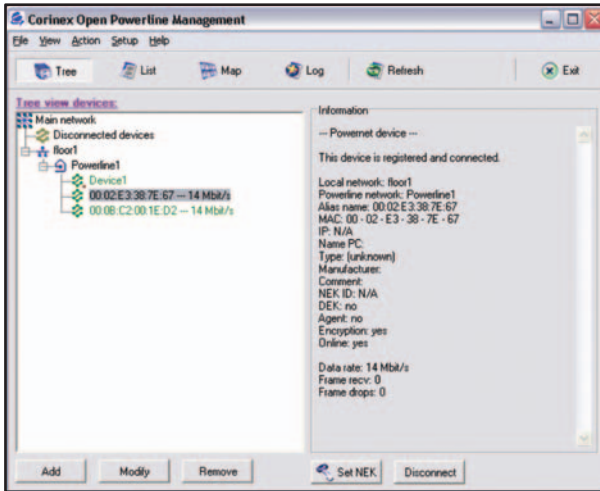 Corinex Open Powerline Management
File View Action Setup Help
Tree List Map Log Refresh Exit
Tree view devices:
Main network
Disconnected devices
floor1
Powerline1
Device1
00:02:E3:38:7E:67 --- 14 Mbit/s
00:0B:C2:00:1E:D2 --- 14 Mbit/s
Information
--- Powernet device ---
This device is registered and connected.
Local network: floor1
Powerline network: Powerline1
Alias name: 00:02:E3:38:7E:67
MAC: 00 - 02 - E3 - 38 - 7E - 67
IP: N/A
Name PC:
Type: (unknown)
Manufacturer:
Comment:
NEK ID: N/A
DEK: no
Agent: no
Encryption: yes
Online: yes
Data rate: 14 Mbit/s
Frame recv: 0
Frame drops: 0
Add Modify Remove Set NEK Disconnect